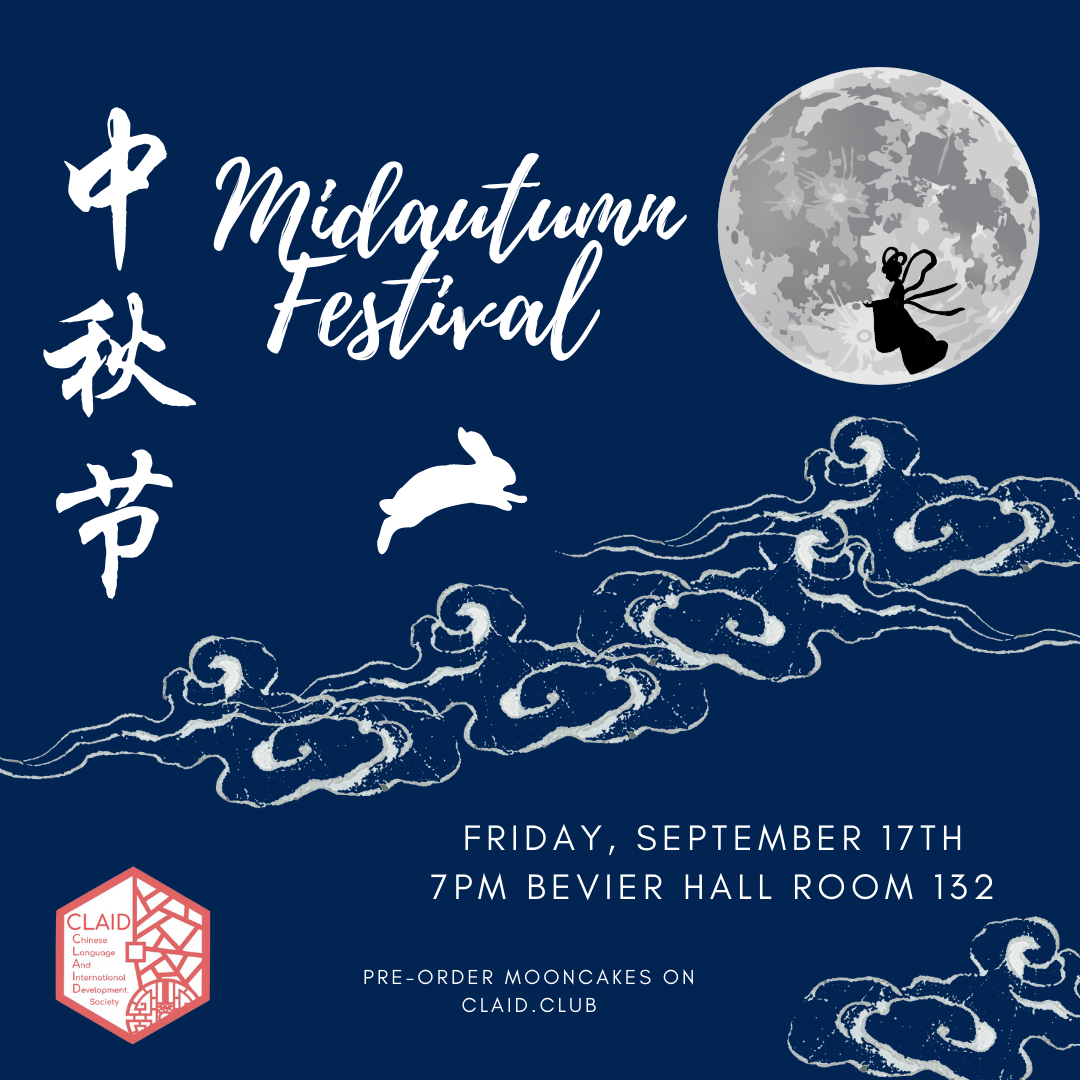 中
秋
节
Midautumn
Festival
FRIDAY, SEPTEMBER 17TH
7PM BEVIER HALL ROOM 132
CLAID
Chinese
Language
And
International
Development
Society
PRE-ORDER MOONCAKES ON
CLAID.CLUB